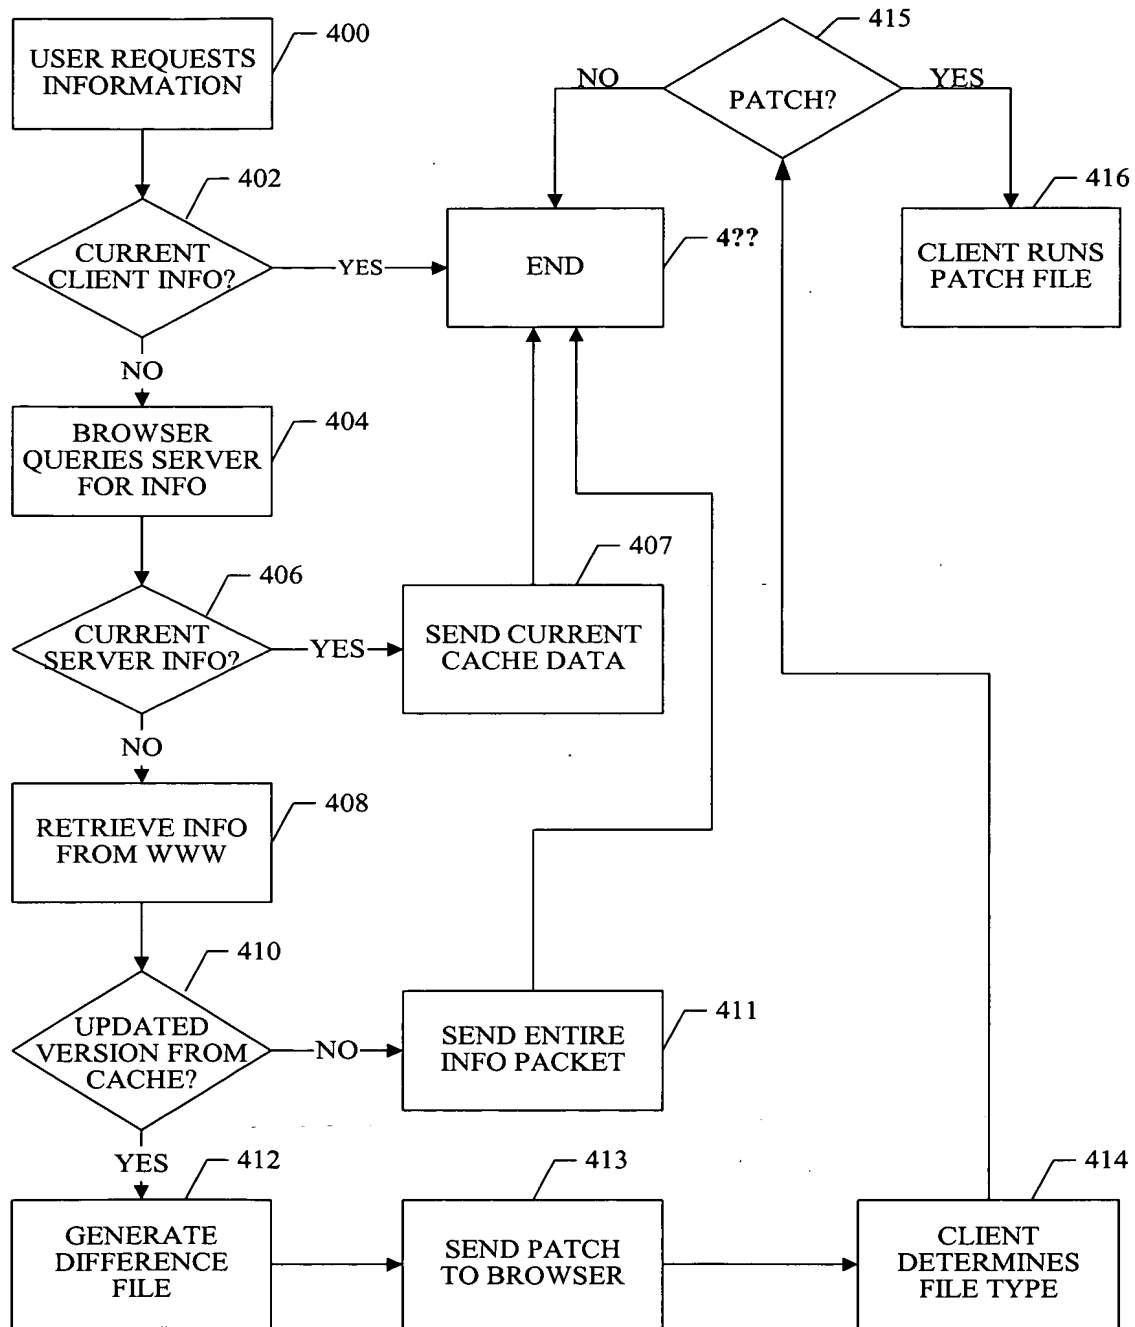 USER REQUESTS
INFORMATION
400
402
CURRENT
CLIENT INFO?
YES
NO
END
4??
415
PATCH?
NO
YES
416
CLIENT RUNS
PATCH FILE
BROWSER
QUERIES SERVER
FOR INFO
404
406
CURRENT
SERVER INFO?
YES
NO
407
SEND CURRENT
CACHE DATA
RETRIEVE INFO
FROM WWW
408
410
UPDATED
VERSION FROM
CACHE?
NO
YES
SEND ENTIRE
INFO PACKET
411
412
GENERATE
DIFFERENCE
FILE
413
SEND PATCH
TO BROWSER
414
CLIENT
DETERMINES
FILE TYPE